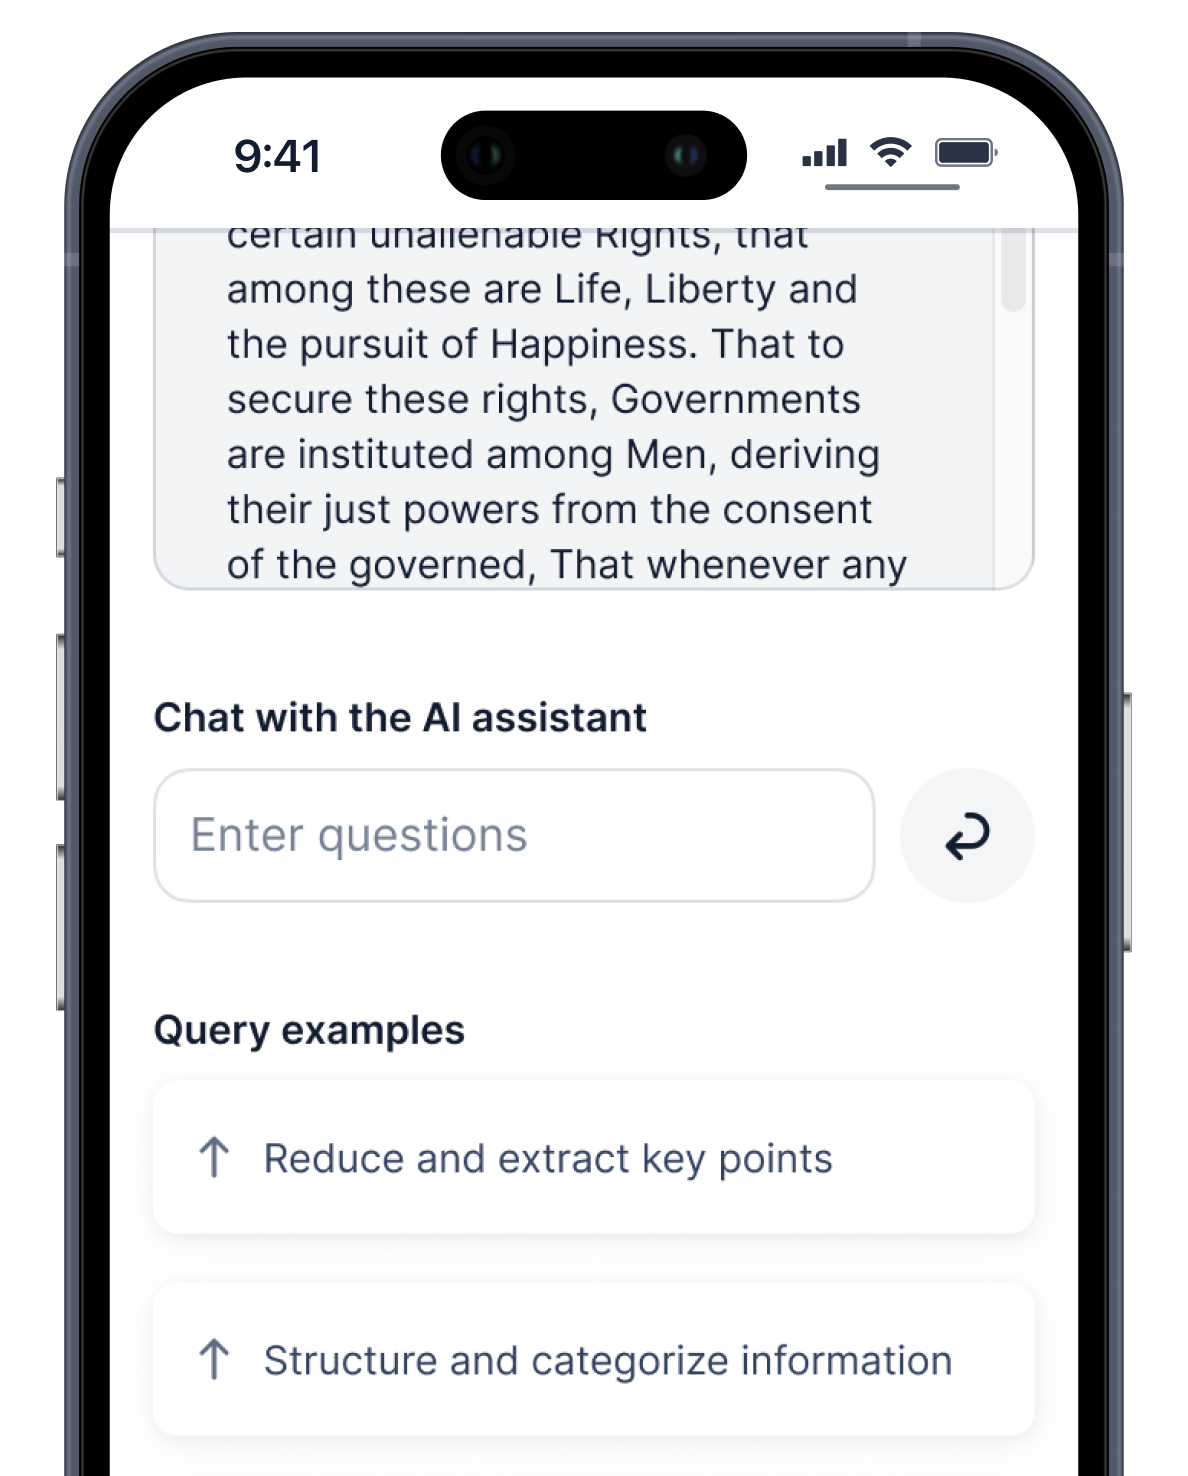 9:41
certain unalienable Rights, that
among these are Life, Liberty and
the pursuit of Happiness. That to
secure these rights, Governments
are instituted among Men, deriving
their just powers from the consent
of the governed, That whenever any
Chat with the AI assistant
Enter questions
Query examples
Reduce and extract key points
Structure and categorize information